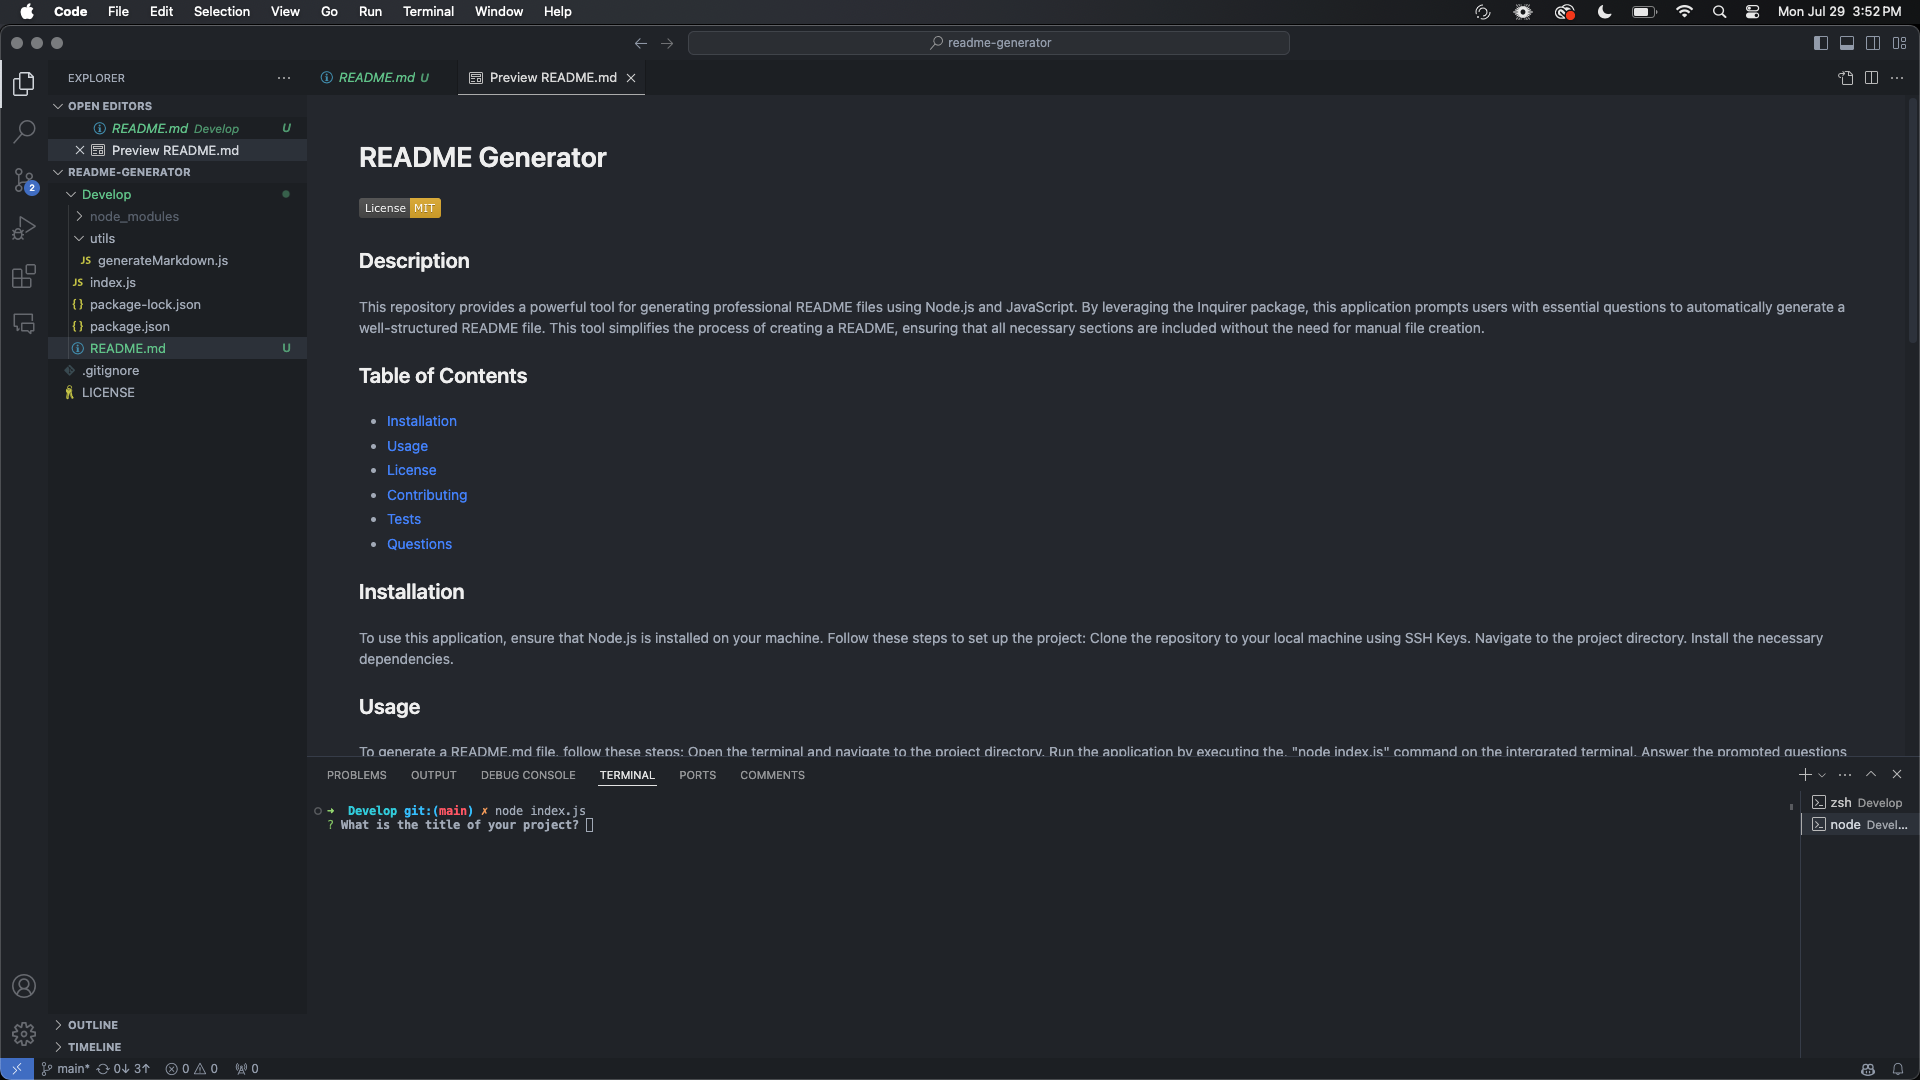 Code File Edit Selection View Go Run Terminal Window Help Mon Jul 29 3:52 PM
readme-generator
EXPLORER
README.md U
Preview README.md
OPEN EDITORS
README.md Develop U
Preview README.md
README-GENERATOR
Develop
node_modules
utils
JS generateMarkdown.js
JS index.js
{} package-lock.json
{} package.json
README.md U
.gitignore
LICENSE
2
OUTLINE
TIMELINE
README Generator
License MIT
Description
This repository provides a powerful tool for generating professional README files using Node.js and JavaScript. By leveraging the Inquirer package, this application prompts users with essential questions to automatically generate a
well-structured README file. This tool simplifies the process of creating a README, ensuring that all necessary sections are included without the need for manual file creation.
Table of Contents
• Installation
• Usage
• License
• Contributing
• Tests
• Questions
Installation
To use this application, ensure that Node.js is installed on your machine. Follow these steps to set up the project: Clone the repository to your local machine using SSH Keys. Navigate to the project directory. Install the necessary
dependencies.
Usage
To generate a README.md file, follow these steps: Open the terminal and navigate to the project directory. Run the application by executing the, "node index.js" command on the intergrated terminal. Answer the prompted questions
PROBLEMS OUTPUT DEBUG CONSOLE TERMINAL PORTS COMMENTS
➜ Develop git:(main) ✗ node index.js
? What is the title of your project?
zsh Develop
node Devel...
main* 0↓ 3↑ 0 0 0